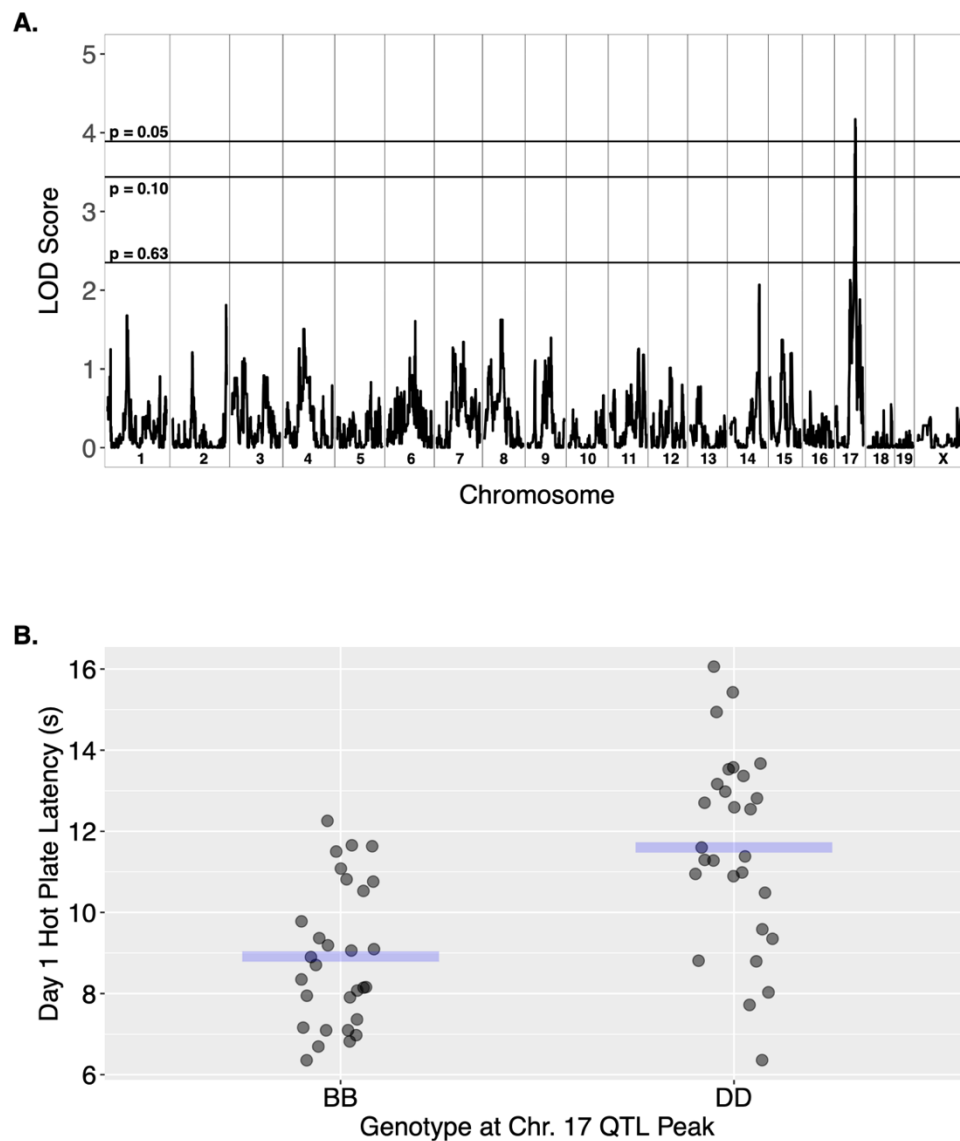 A.
5
4
3
2
1
0
LOD Score
p = 0.05
p = 0.10
p = 0.63
1 2 3 4 5 6 7 8 9 10 11 12 13 14 15 16 17 18 19 X
Chromosome
B.
16
14
12
10
8
6
Day 1 Hot Plate Latency (s)
BB DD
Genotype at Chr. 17 QTL Peak